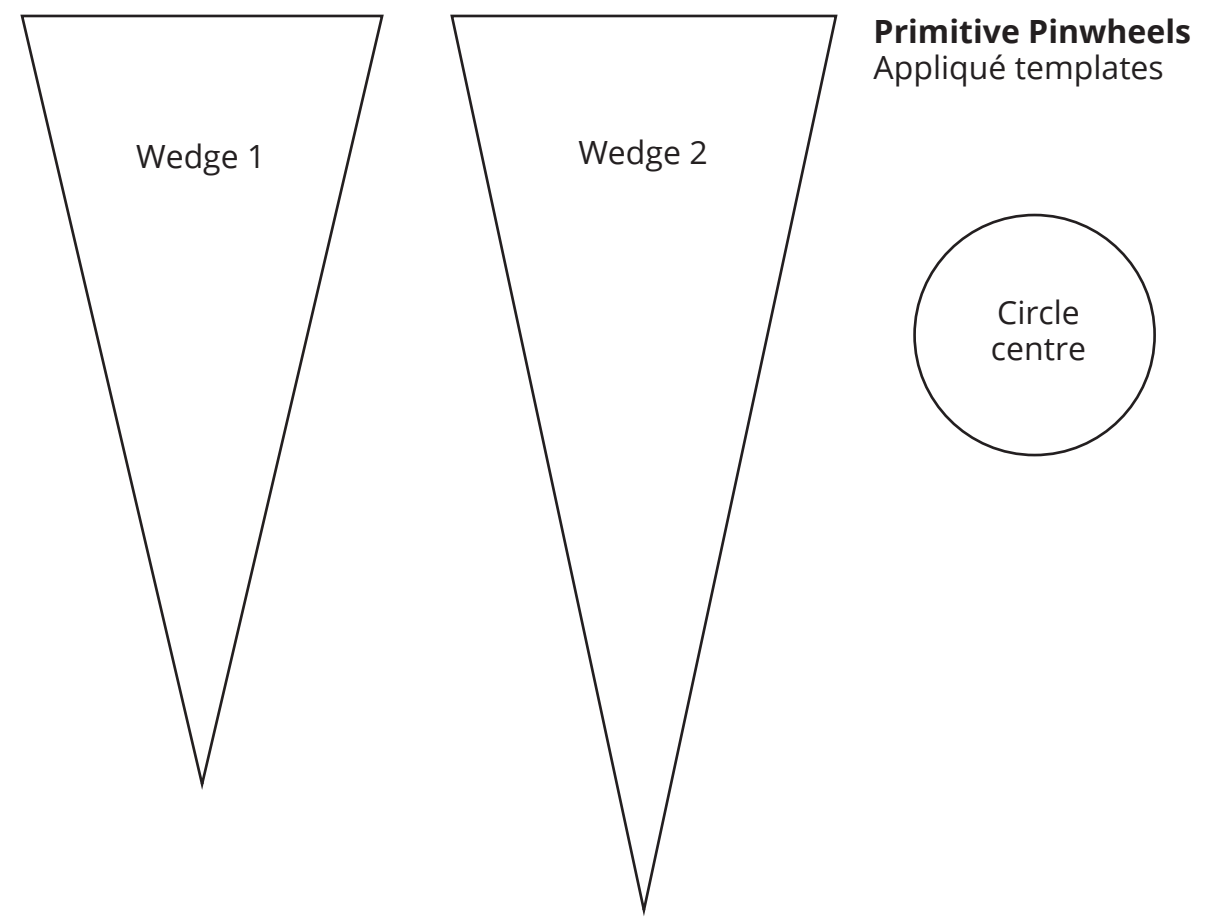 Primitive Pinwheels
Appliqué templates
Wedge 1
Wedge 2
Circle
centre